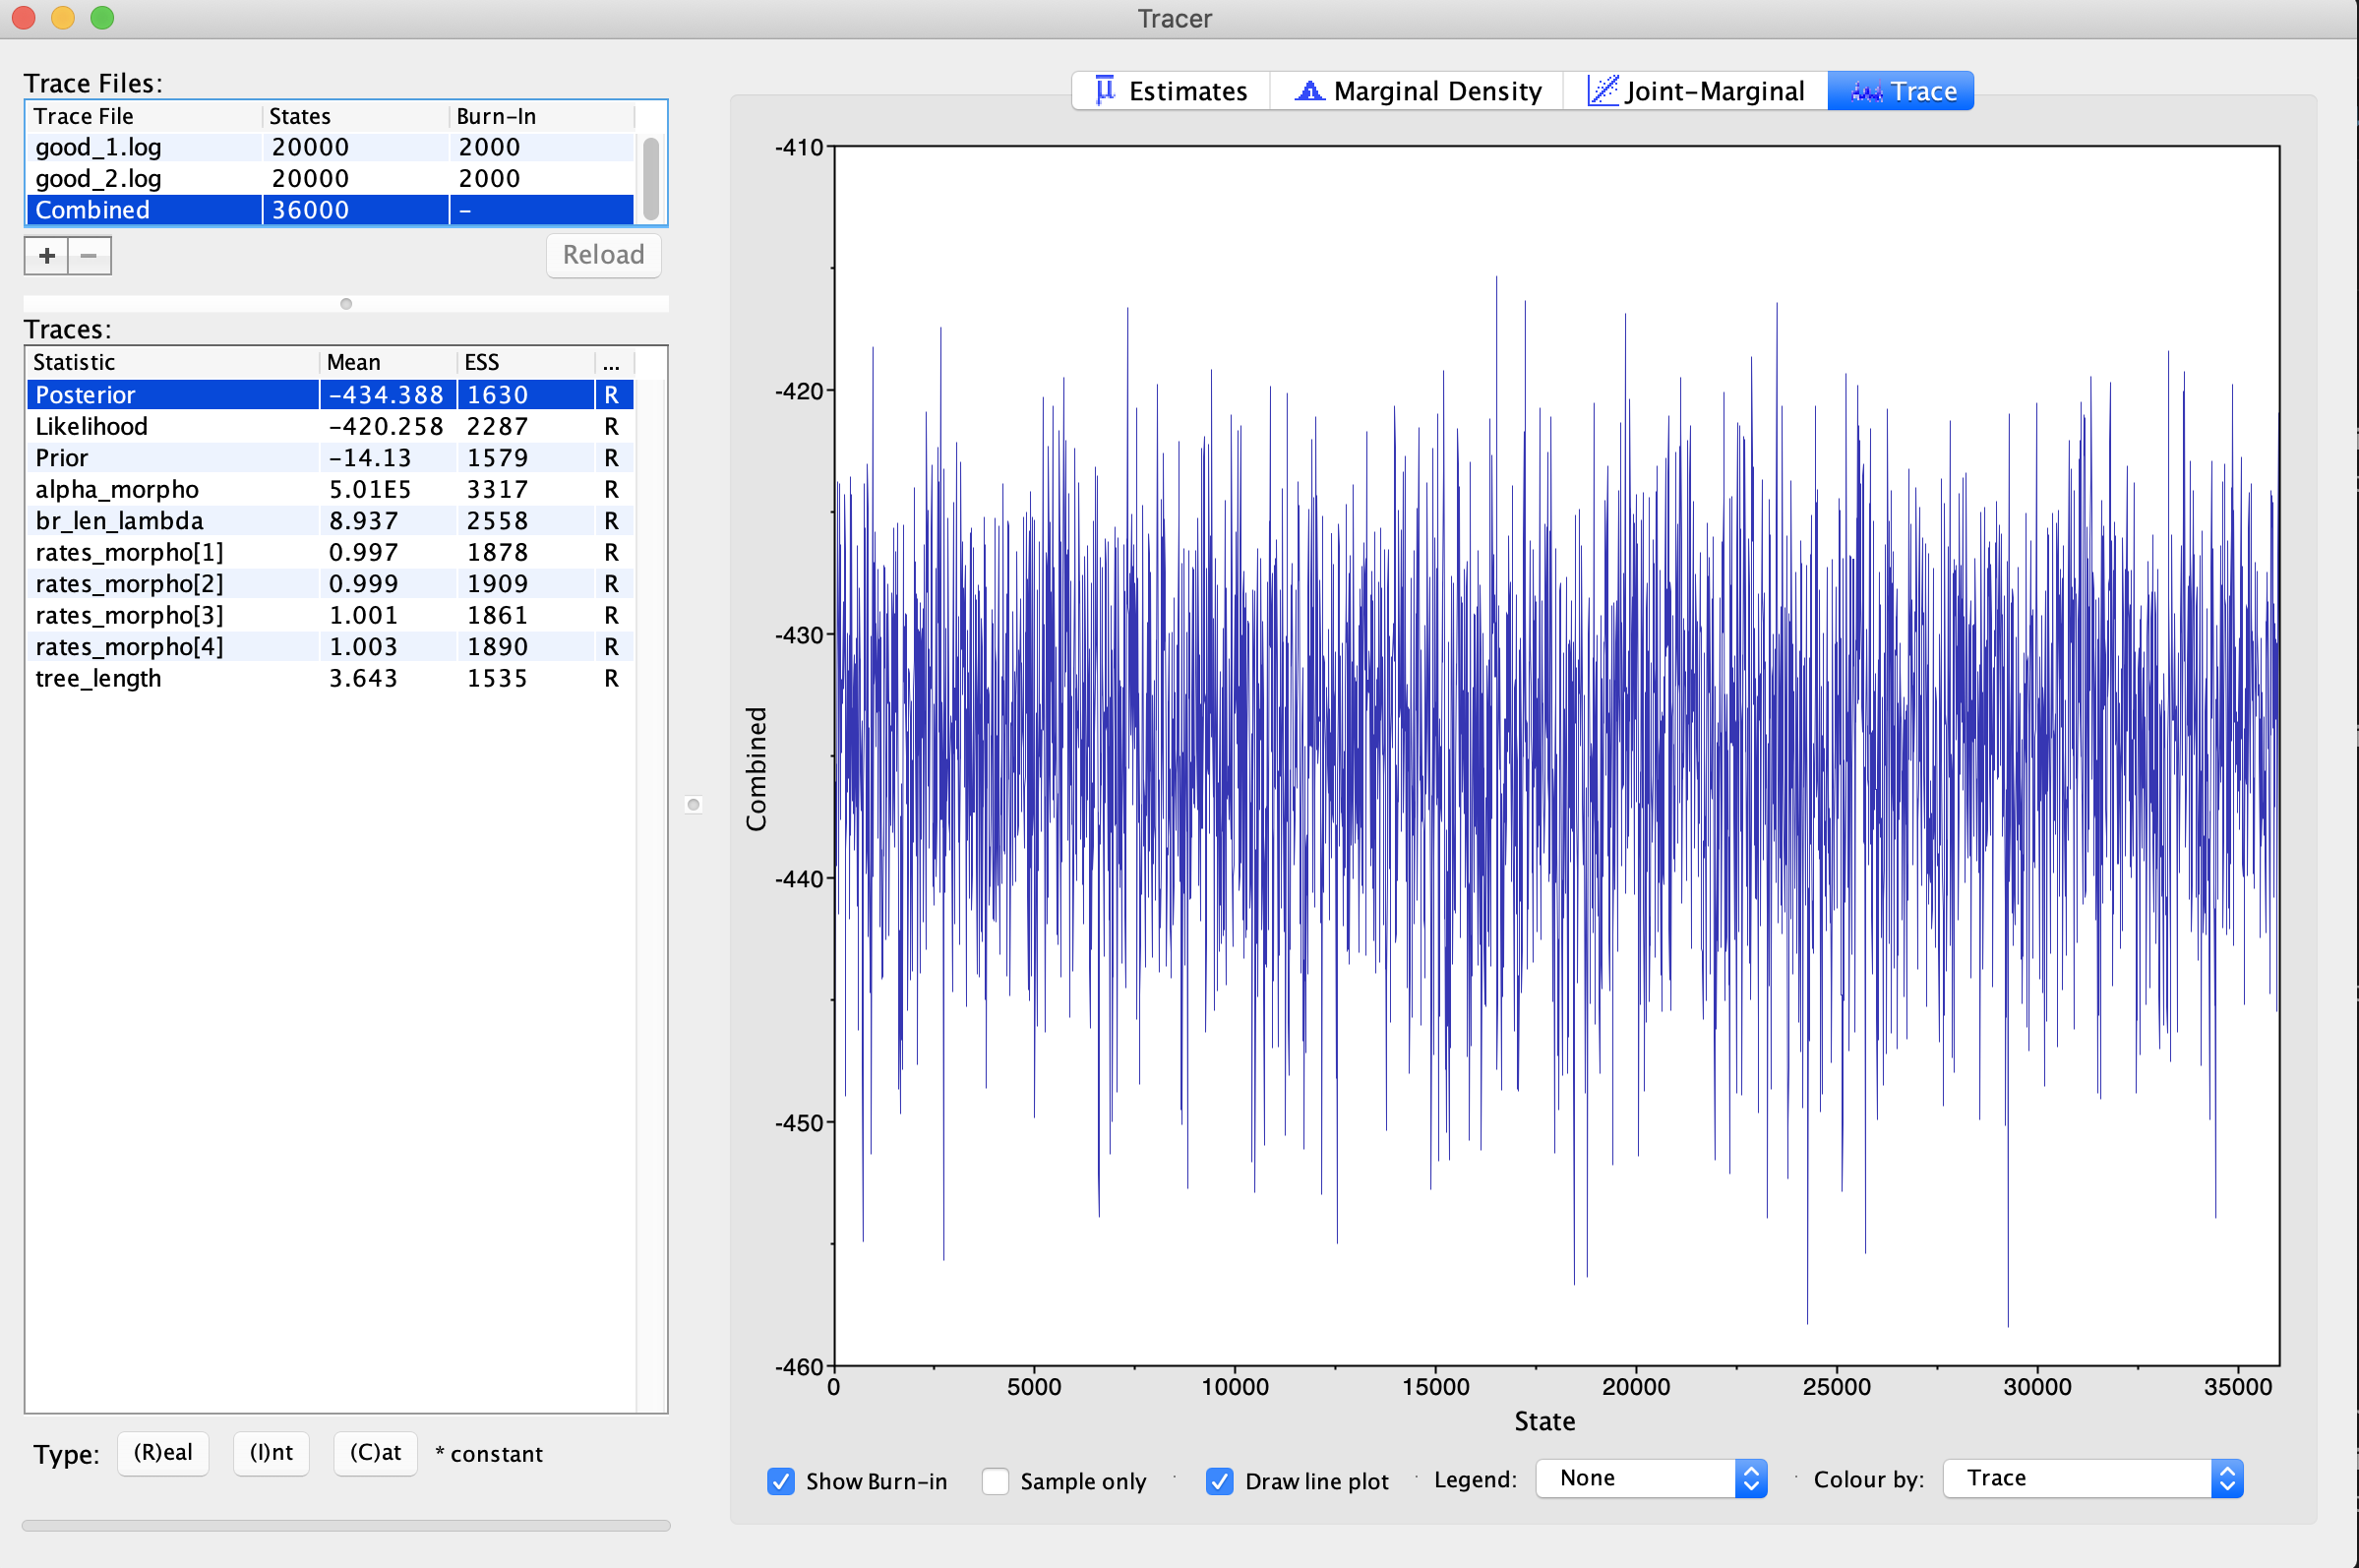 Tracer
Trace Files:
Trace File States Burn-In
good_1.log 20000 2000
good_2.log 20000 2000
Combined 36000 -
+ −
Reload
Traces:
Statistic Mean ESS ...
Posterior -434.388 1630 R
Likelihood -420.258 2287 R
Prior -14.13 1579 R
alpha_morpho 5.01E5 3317 R
br_len_lambda 8.937 2558 R
rates_morpho[1] 0.997 1878 R
rates_morpho[2] 0.999 1909 R
rates_morpho[3] 1.001 1861 R
rates_morpho[4] 1.003 1890 R
tree_length 3.643 1535 R
Type: (R)eal (I)nt (C)at * constant
μ Estimates Marginal Density Joint-Marginal Trace
-410
-420
-430
-440
-450
-460
Combined
0 5000 10000 15000 20000 25000 30000 35000
State
Show Burn-in Sample only Draw line plot Legend: None Colour by: Trace